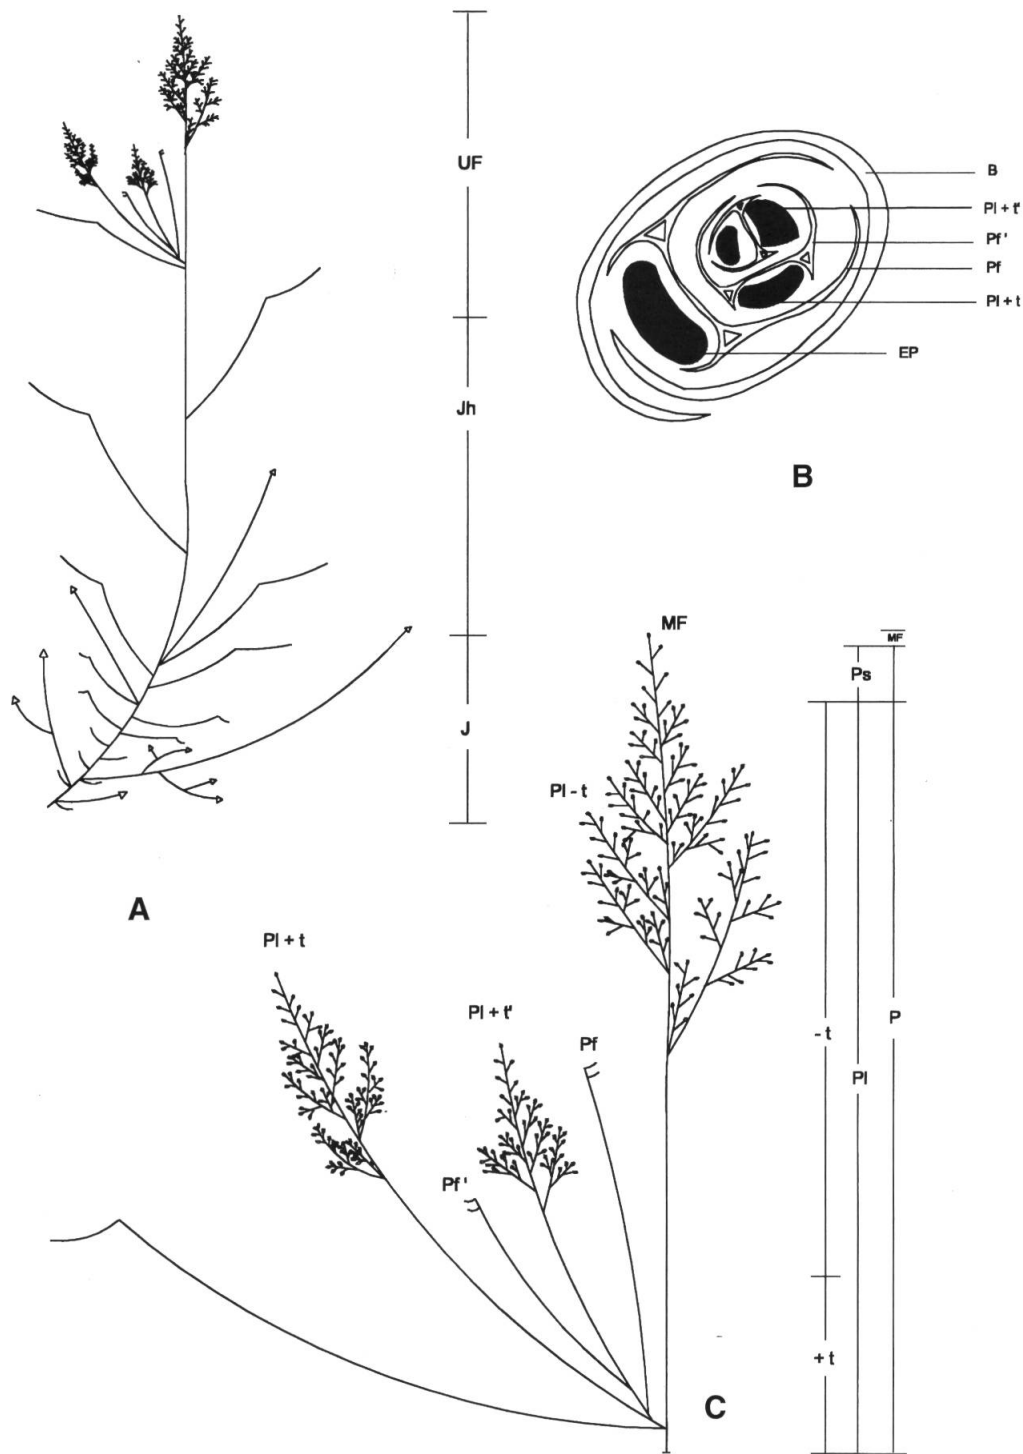 UF
Jh
J
A
B
Pl + t'
Pf '
Pf
Pl + t
EP
B
MF
Pl - t
Pl + t
Pl + t'
Pf
Pf '
MF
Ps
- t
Pl
P
+ t
C